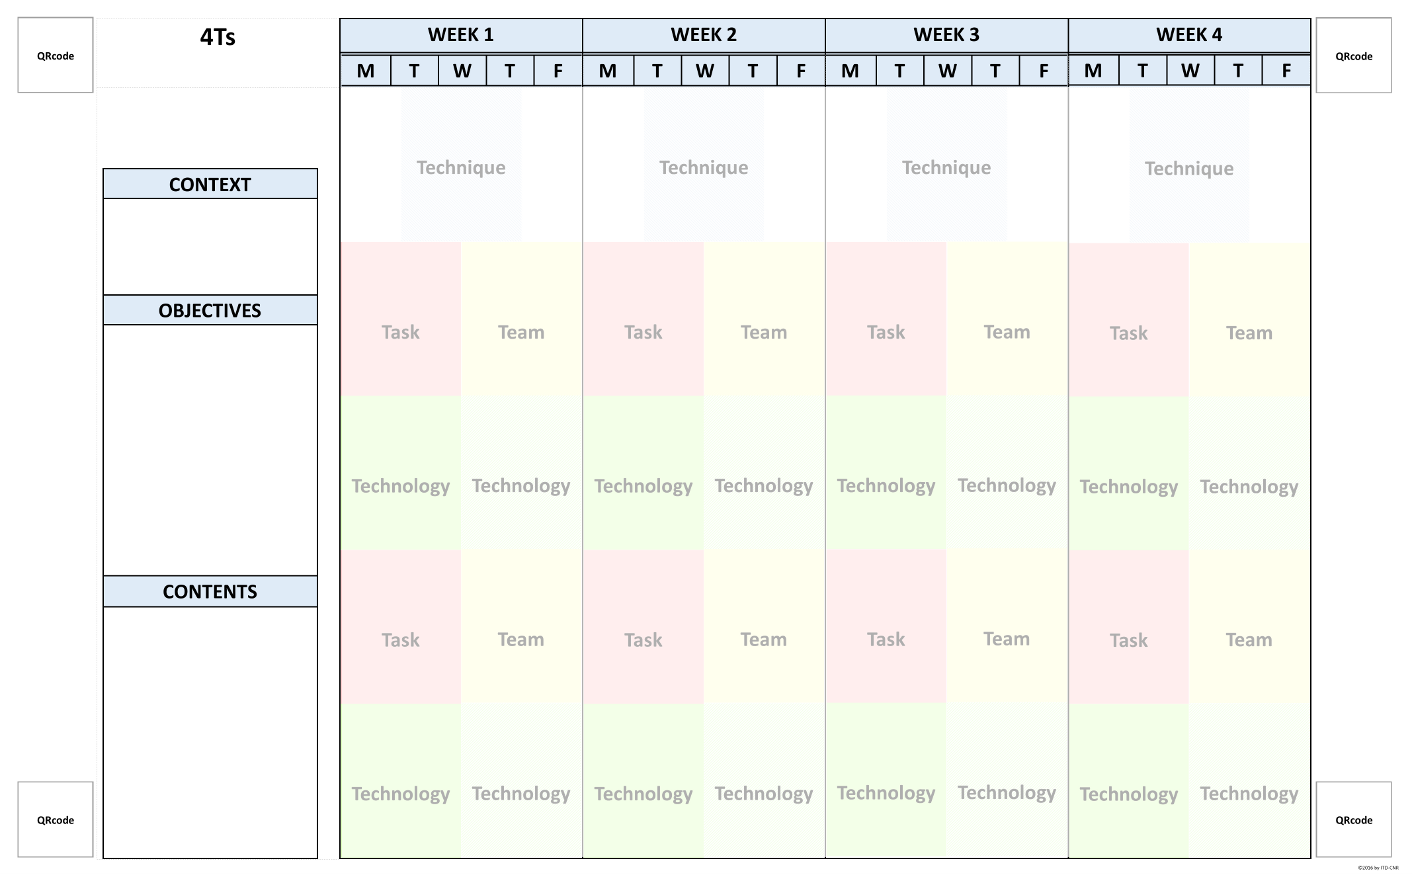 QRcode
4Ts
WEEK 1 WEEK 2 WEEK 3 WEEK 4
QRcode
M T W T F M T W T F M T W T F M T W T F
Technique Technique Technique Technique
CONTEXT
OBJECTIVES
Task Team Task Team Task Team Task Team
Technology Technology Technology Technology Technology Technology Technology Technology
CONTENTS
Task Team Task Team Task Team Task Team
Technology Technology Technology Technology Technology Technology Technology Technology
QRcode
QRcode
©2016 by ITD-CNR